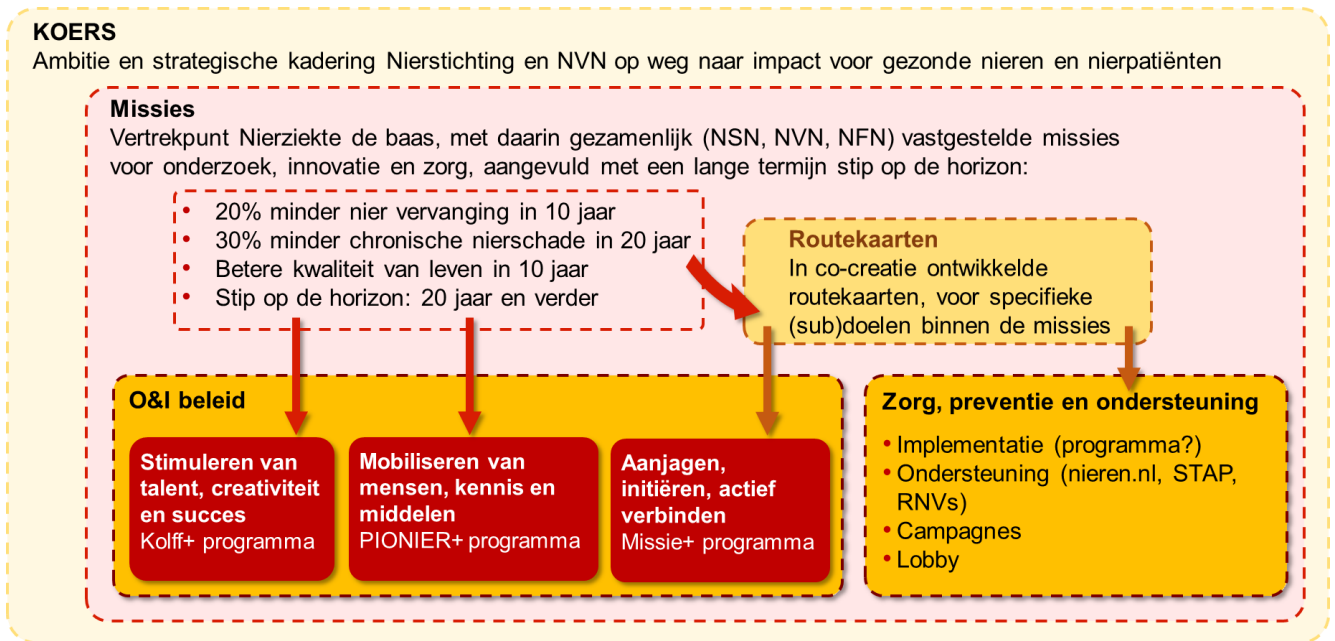 KOERS
Ambitie en strategische kadering Nierstichting en NVN op weg naar impact voor gezonde nieren en nierpatiënten
Missies
Vertrekpunt Nierziekte de baas, met daarin gezamenlijk (NSN, NVN, NFN) vastgestelde missies
voor onderzoek, innovatie en zorg, aangevuld met een lange termijn stip op de horizon:
• 20% minder nier vervanging in 10 jaar
• 30% minder chronische nierschade in 20 jaar
• Betere kwaliteit van leven in 10 jaar
• Stip op de horizon: 20 jaar en verder
Routekaarten
In co-creatie ontwikkelde
routekaarten, voor specifieke
(sub)doelen binnen de missies
O&I beleid
Stimuleren van
talent, creativiteit
en succes
Kolff+ programma
Mobiliseren van
mensen, kennis en
middelen
PIONIER+ programma
Aanjagen,
initiëren, actief
verbinden
Missie+ programma
Zorg, preventie en ondersteuning
• Implementatie (programma?)
• Ondersteuning (nieren.nl, STAP,
RNVs)
• Campagnes
• Lobby